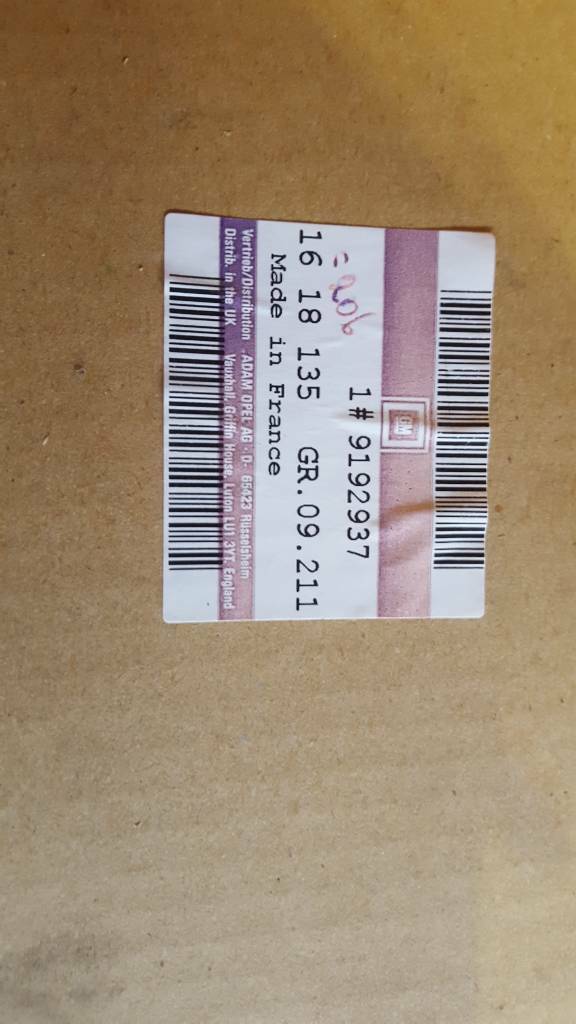 GM
1# 9192937
= 206
16 18 135 GR.09.211
Made in France
Vertrieb/Distribution ADAM OPEL AG · D- 65423 Rüsselsheim
Distrib. in the UK Vauxhall, Griffin House, Luton LU1 3YT, England